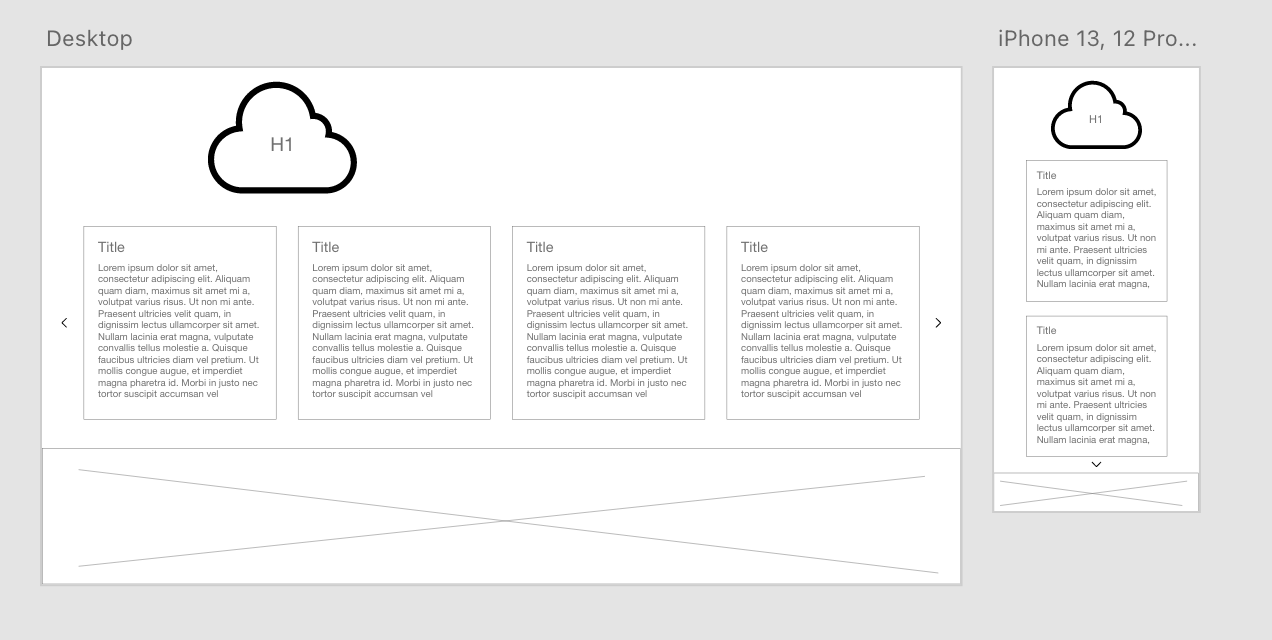 Desktop
iPhone 13, 12 Pro...
H1
Title
Lorem ipsum dolor sit amet,
consectetur adipiscing elit. Aliquam
quam diam, maximus sit amet mi a,
volutpat varius risus. Ut non mi ante.
Praesent ultricies velit quam, in
dignissim lectus ullamcorper sit amet.
Nullam lacinia erat magna, vulputate
convallis tellus molestie a. Quisque
faucibus ultricies diam vel pretium. Ut
mollis congue augue, et imperdiet
magna pharetra id. Morbi in justo nec
tortor suscipit accumsan vel
Title
Lorem ipsum dolor sit amet,
consectetur adipiscing elit. Aliquam
quam diam, maximus sit amet mi a,
volutpat varius risus. Ut non mi ante.
Praesent ultricies velit quam, in
dignissim lectus ullamcorper sit amet.
Nullam lacinia erat magna, vulputate
convallis tellus molestie a. Quisque
faucibus ultricies diam vel pretium. Ut
mollis congue augue, et imperdiet
magna pharetra id. Morbi in justo nec
tortor suscipit accumsan vel
Title
Lorem ipsum dolor sit amet,
consectetur adipiscing elit. Aliquam
quam diam, maximus sit amet mi a,
volutpat varius risus. Ut non mi ante.
Praesent ultricies velit quam, in
dignissim lectus ullamcorper sit amet.
Nullam lacinia erat magna, vulputate
convallis tellus molestie a. Quisque
faucibus ultricies diam vel pretium. Ut
mollis congue augue, et imperdiet
magna pharetra id. Morbi in justo nec
tortor suscipit accumsan vel
Title
Lorem ipsum dolor sit amet,
consectetur adipiscing elit. Aliquam
quam diam, maximus sit amet mi a,
volutpat varius risus. Ut non mi ante.
Praesent ultricies velit quam, in
dignissim lectus ullamcorper sit amet.
Nullam lacinia erat magna, vulputate
convallis tellus molestie a. Quisque
faucibus ultricies diam vel pretium. Ut
mollis congue augue, et imperdiet
magna pharetra id. Morbi in justo nec
tortor suscipit accumsan vel
H1
Title
Lorem ipsum dolor sit amet,
consectetur adipiscing elit.
Aliquam quam diam,
maximus sit amet mi a,
volutpat varius risus. Ut non
mi ante. Praesent ultricies
velit quam, in dignissim
lectus ullamcorper sit amet.
Nullam lacinia erat magna,
Title
Lorem ipsum dolor sit amet,
consectetur adipiscing elit.
Aliquam quam diam,
maximus sit amet mi a,
volutpat varius risus. Ut non
mi ante. Praesent ultricies
velit quam, in dignissim
lectus ullamcorper sit amet.
Nullam lacinia erat magna,